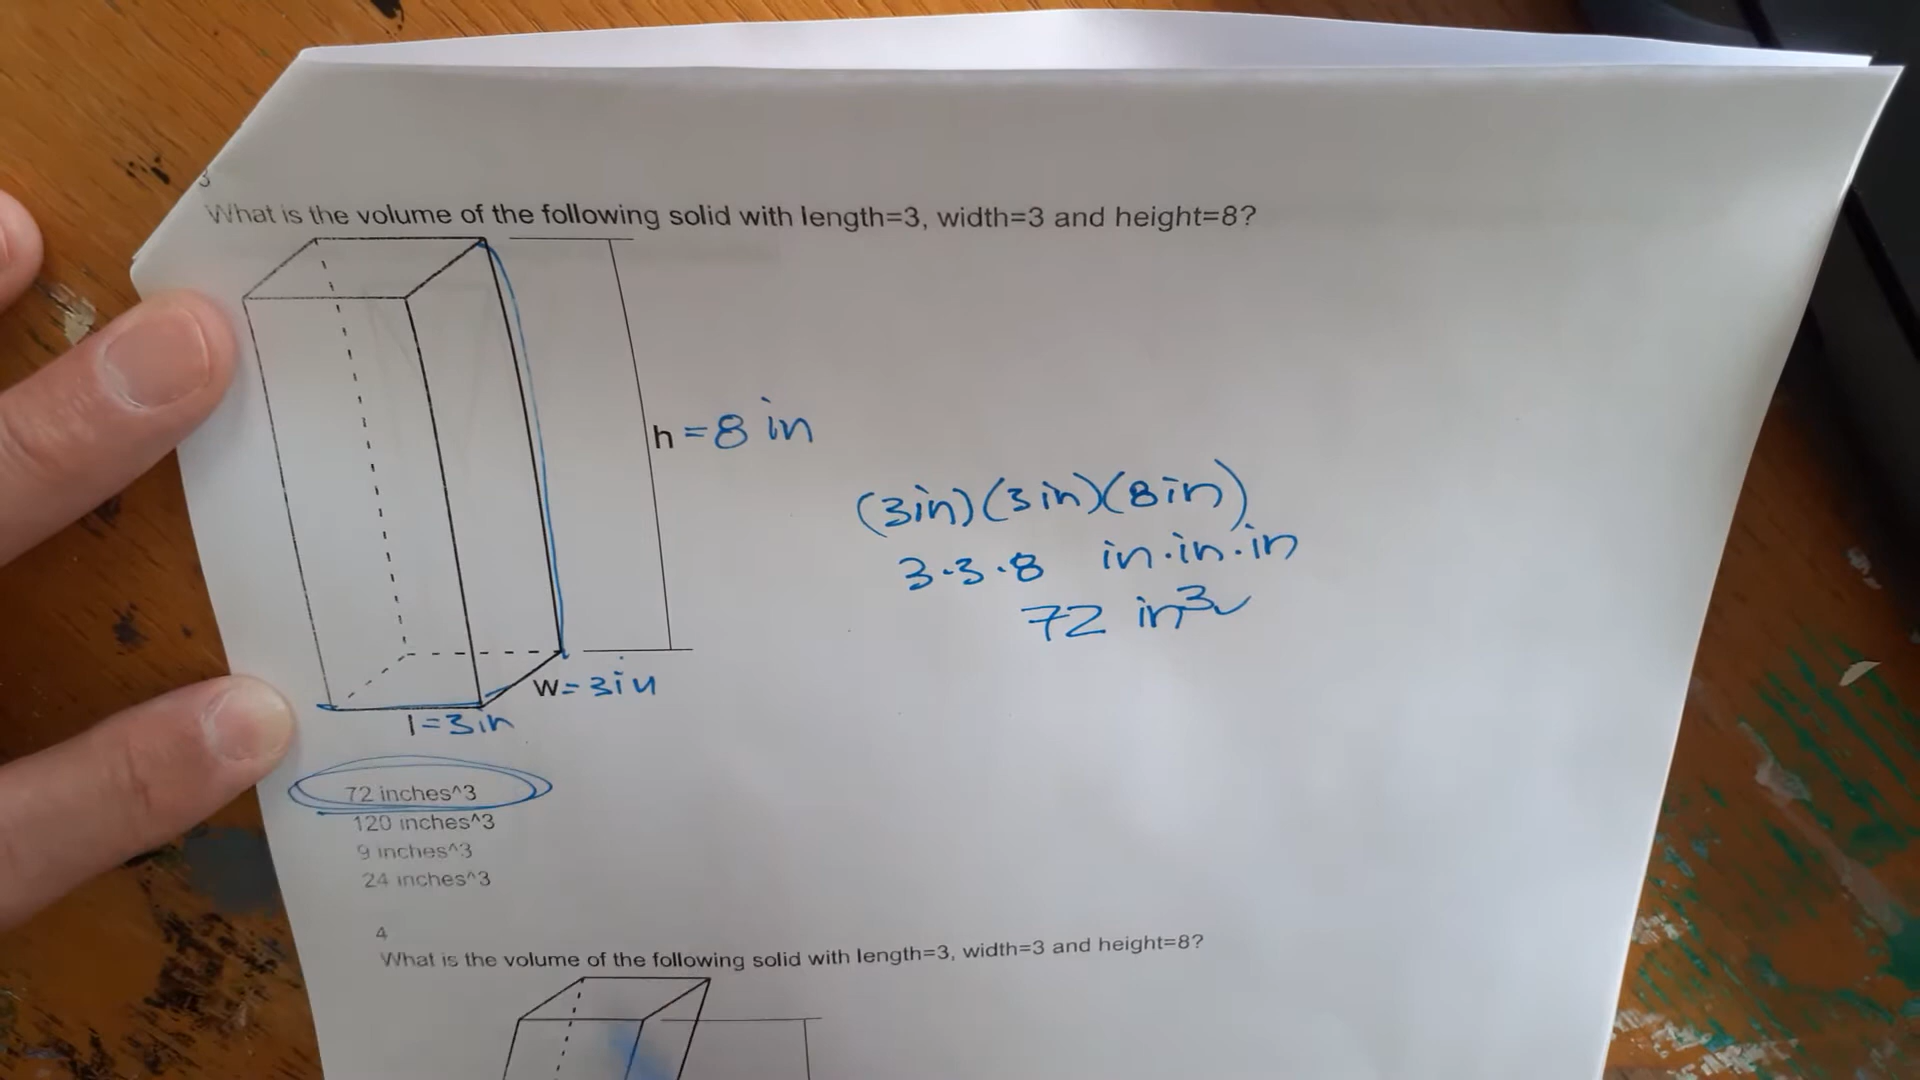 3
What is the volume of the following solid with length=3, width=3 and height=8?
h = 8 in
(3in)(3in)(8in)
3·3·8 in·in·in
72 in³
w=3in
l=3in
72 inches^3
120 inches^3
9 inches^3
24 inches^3
4
What is the volume of the following solid with length=3, width=3 and height=8?